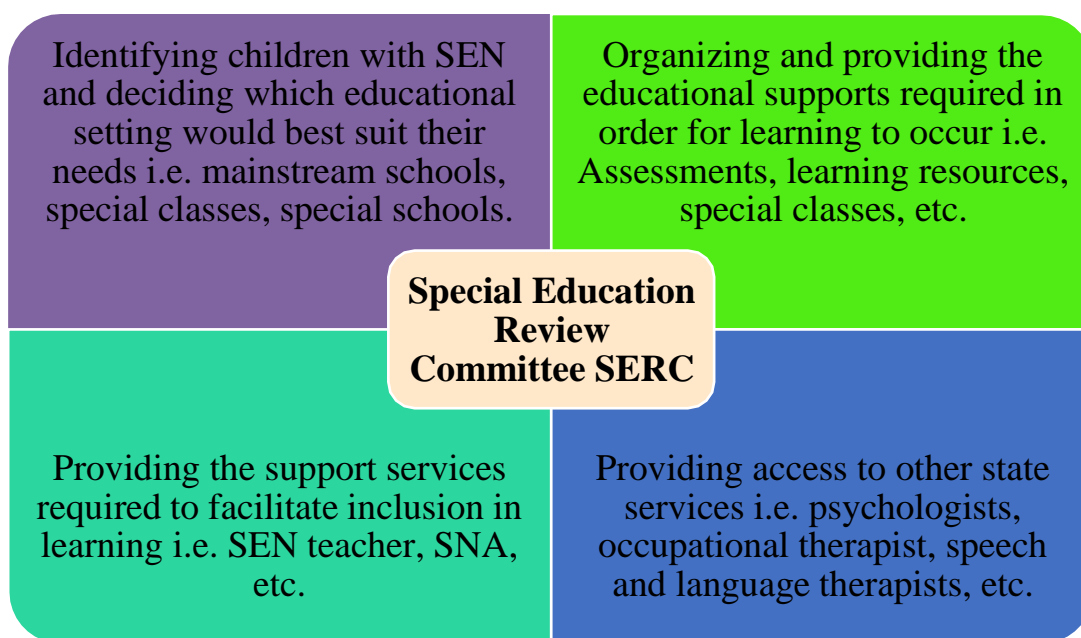 Identifying children with SEN
and deciding which educational
setting would best suit their
needs i.e. mainstream schools,
special classes, special schools.
Organizing and providing the
educational supports required in
order for learning to occur i.e.
Assessments, learning resources,
special classes, etc.
Special Education
Review
Committee SERC
Providing the support services
required to facilitate inclusion in
learning i.e. SEN teacher, SNA,
etc.
Providing access to other state
services i.e. psychologists,
occupational therapist, speech
and language therapists, etc.